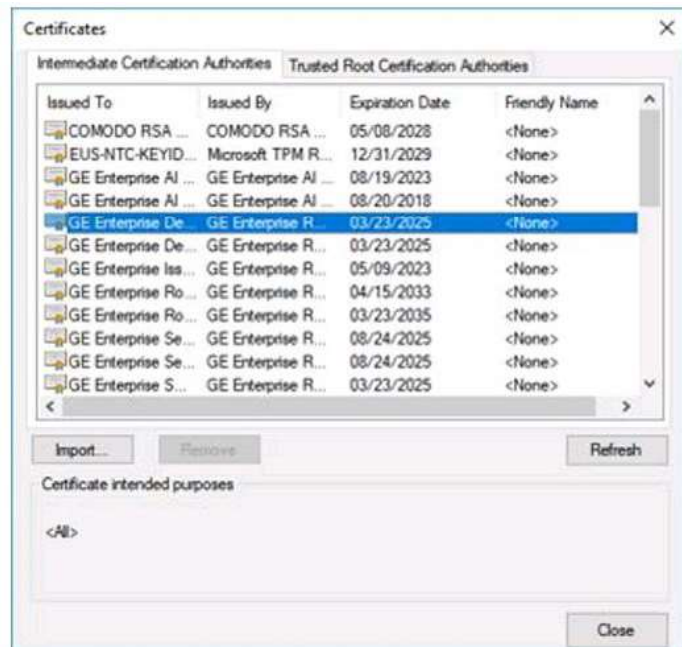 Certificates
Intermediate Certification Authorities Trusted Root Certification Authorities
Issued To Issued By Expiration Date Friendly Name
COMODO RSA ... COMODO RSA ... 05/08/2028 <None>
EUS-NTC-KEYID... Microsoft TPM R... 12/31/2029 <None>
GE Enterprise AI ... GE Enterprise AI ... 08/19/2023 <None>
GE Enterprise AI ... GE Enterprise AI ... 08/20/2018 <None>
GE Enterprise De... GE Enterprise R... 03/23/2025 <None>
GE Enterprise De... GE Enterprise R... 03/23/2025 <None>
GE Enterprise Iss... GE Enterprise R... 05/09/2023 <None>
GE Enterprise Ro... GE Enterprise R... 04/15/2033 <None>
GE Enterprise Ro... GE Enterprise R... 03/23/2035 <None>
GE Enterprise Se... GE Enterprise R... 08/24/2025 <None>
GE Enterprise Se... GE Enterprise R... 08/24/2025 <None>
GE Enterprise S... GE Enterprise R... 03/23/2025 <None>
Import... Remove Refresh
Certificate intended purposes
<All>
Close